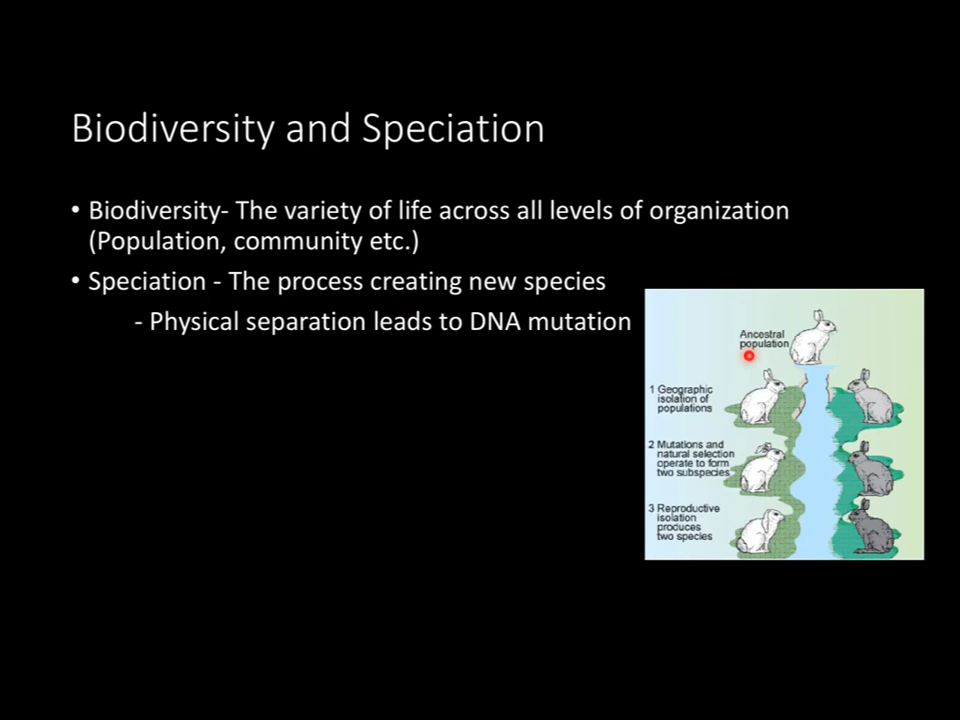 Biodiversity and Speciation
• Biodiversity- The variety of life across all levels of organization
(Population, community etc.)
• Speciation - The process creating new species
- Physical separation leads to DNA mutation
Ancestral
population
1 Geographic
isolation of
populations
2 Mutations and
natural selection
operate to form
two subspecies
3 Reproductive
isolation
produces
two species